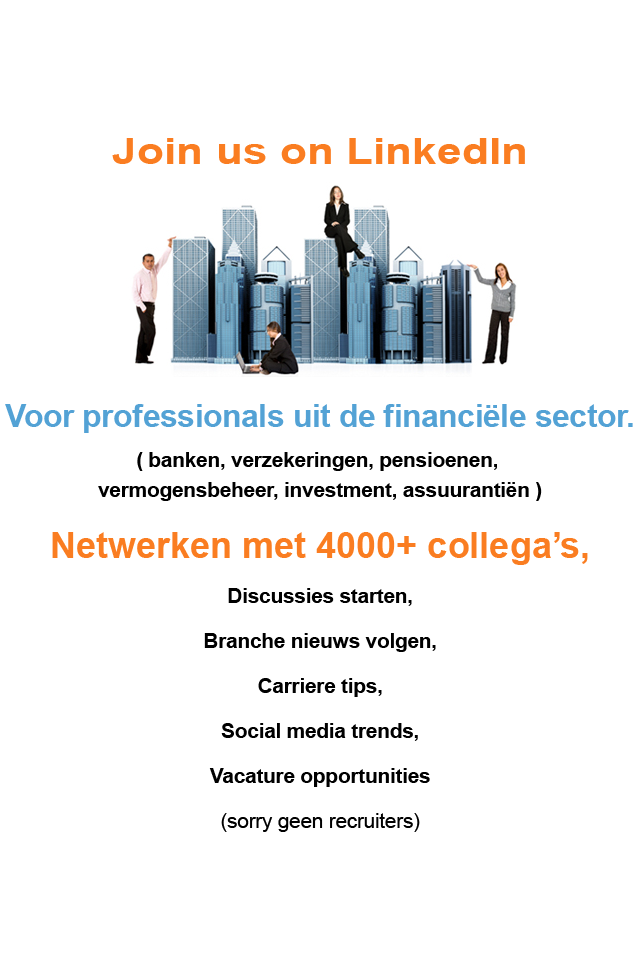 Join us on LinkedIn
Voor professionals uit de financiële sector.
( banken, verzekeringen, pensioenen,
vermogensbeheer, investment, assuurantiën )
Netwerken met 4000+ collega’s,
Discussies starten,
Branche nieuws volgen,
Carriere tips,
Social media trends,
Vacature opportunities
(sorry geen recruiters)